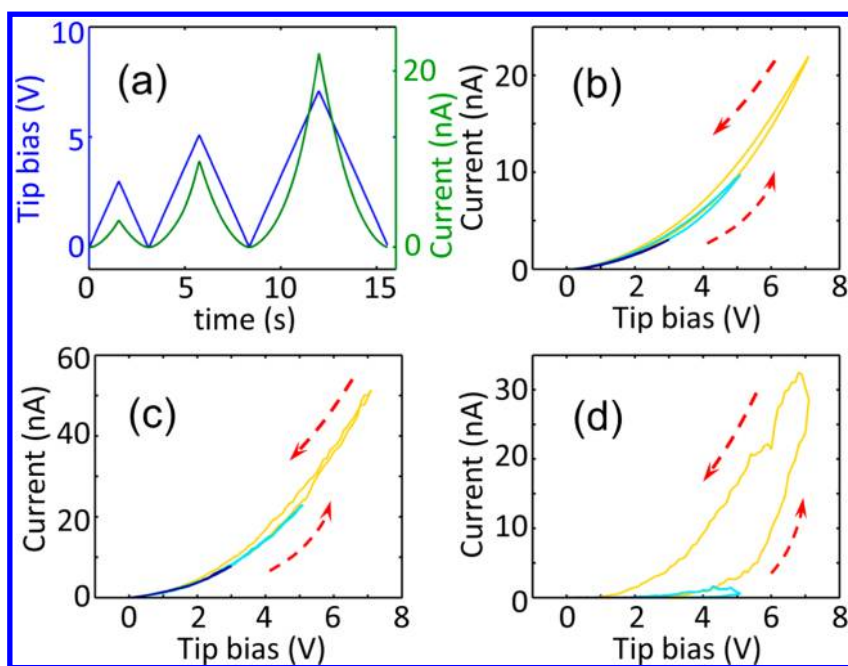 (a)
10
5
0
Tip bias (V)
20
0
Current (nA)
0 5 10 15
time (s)
(b)
20
10
0
Current (nA)
0 2 4 6 8
Tip bias (V)
(c)
60
40
20
0
Current (nA)
0 2 4 6 8
Tip bias (V)
(d)
30
20
10
0
Current (nA)
0 2 4 6 8
Tip bias (V)